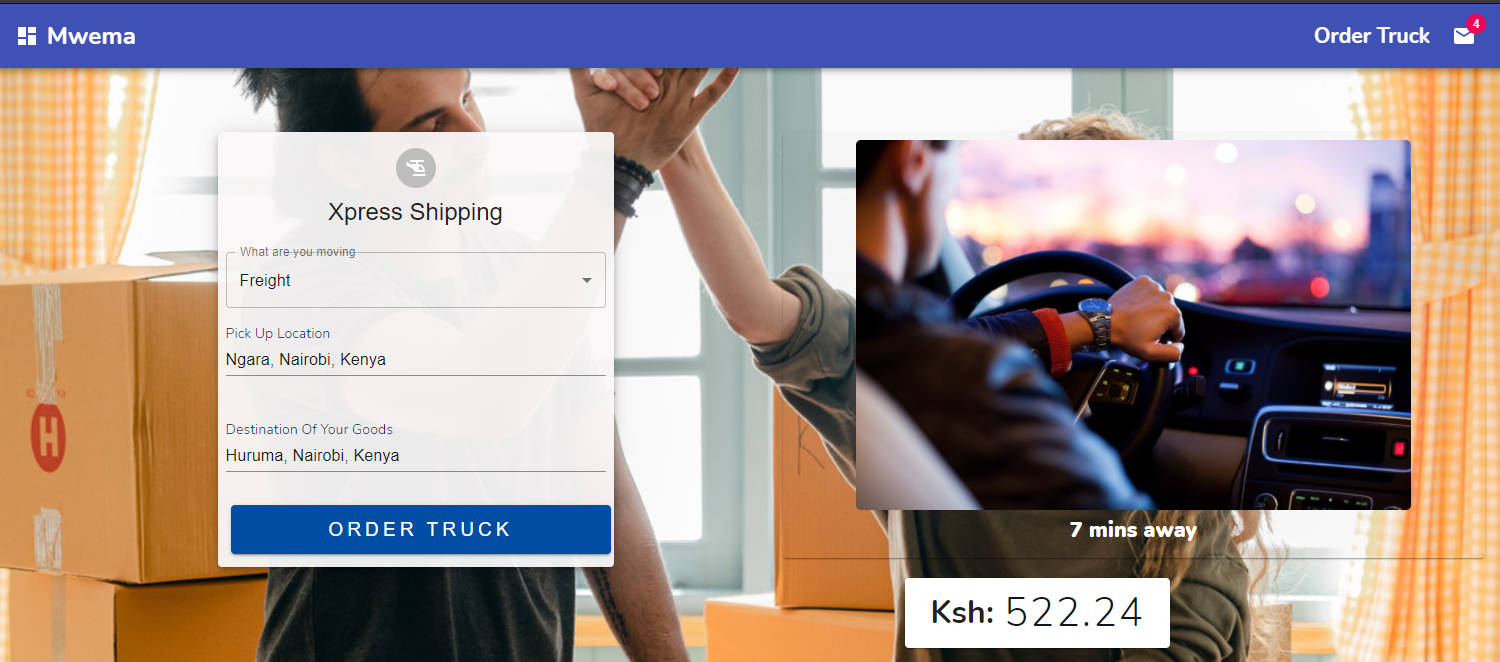 Mwema
Order Truck
4
Xpress Shipping
What are you moving
Freight
Pick Up Location
Ngara, Nairobi, Kenya
Destination Of Your Goods
Huruma, Nairobi, Kenya
ORDER TRUCK
H
K
7 mins away
Ksh: 522.24